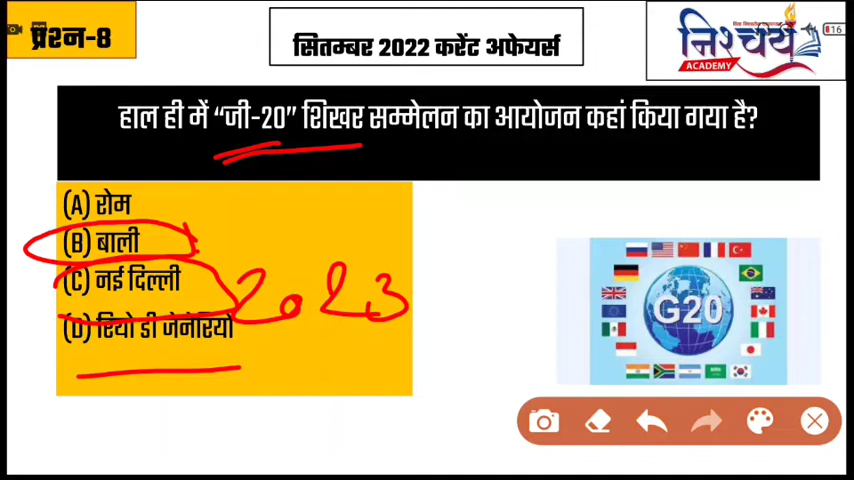 प्रश्न-8
सितम्बर 2022 करेंट अफेयर्स
निश्चय
ACADEMY
16
हाल ही में “जी-20” शिखर सम्मेलन का आयोजन कहां किया गया है?
(A) रोम
(B) बाली
(C) नई दिल्ली
2023
(D) रियो डी जेनेरियो
G20